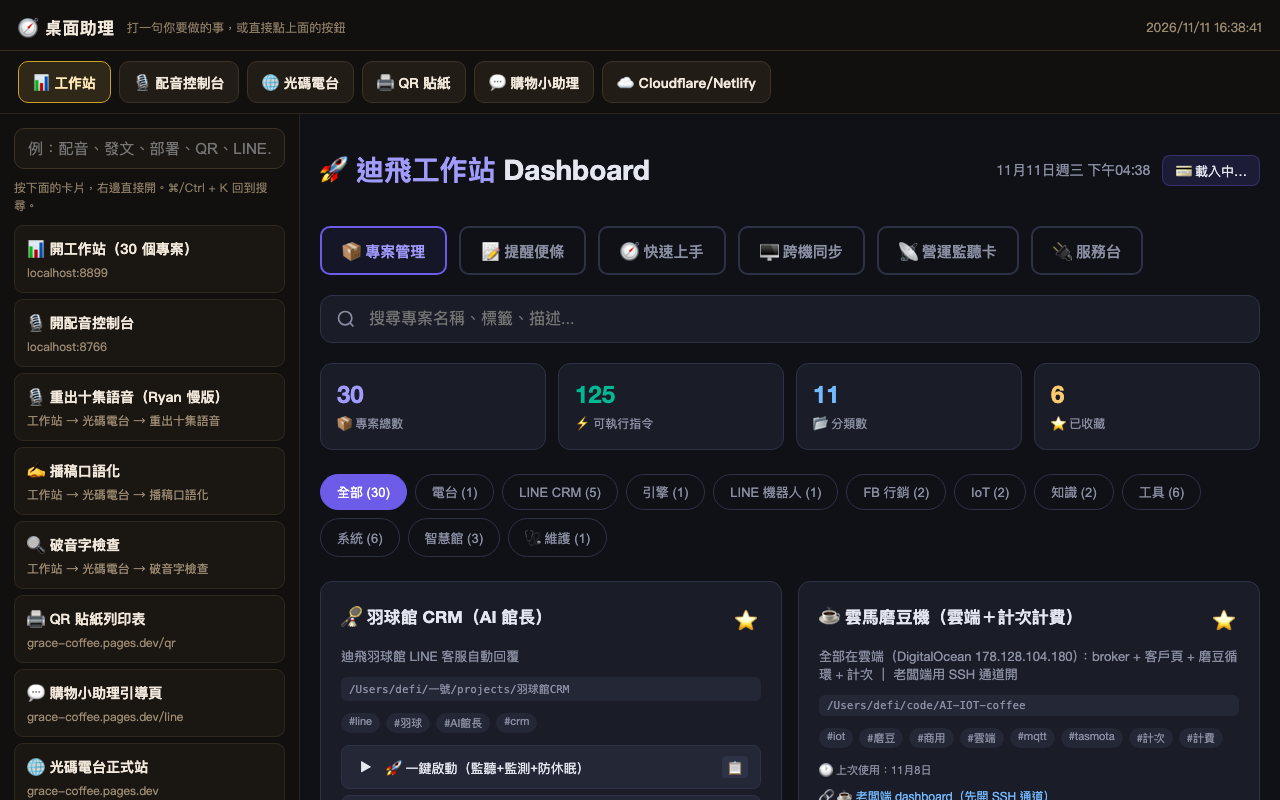 桌面助理
打一句你要做的事，或直接點上面的按鈕
2026/11/11 16:38:41
工作站
配音控制台
光碼電台
QR 貼紙
購物小助理
Cloudflare/Netlify
例：配音、發文、部署、QR、LINE.
按下面的卡片，右邊直接開。⌘/Ctrl + K 回到搜
尋。
開工作站（30 個專案）
localhost:8899
開配音控制台
localhost:8766
重出十集語音（Ryan 慢版）
工作站 → 光碼電台 → 重出十集語音
播稿口語化
工作站 → 光碼電台 → 播稿口語化
破音字檢查
工作站 → 光碼電台 → 破音字檢查
QR 貼紙列印表
grace-coffee.pages.dev/qr
購物小助理引導頁
grace-coffee.pages.dev/line
光碼電台正式站
grace-coffee.pages.dev
迪飛工作站 Dashboard
11月11日週三 下午04:38
載入中...
專案管理
提醒便條
快速上手
跨機同步
營運監聽卡
服務台
搜尋專案名稱、標籤、描述...
30
專案總數
125
可執行指令
11
分類數
6
已收藏
全部 (30)
電台 (1)
LINE CRM (5)
引擎 (1)
LINE 機器人 (1)
FB 行銷 (2)
IoT (2)
知識 (2)
工具 (6)
系統 (6)
智慧館 (3)
維護 (1)
羽球館 CRM（AI 館長）
迪飛羽球館 LINE 客服自動回覆
/Users/defi/一號/projects/羽球館CRM
#line
#羽球
#AI館長
#crm
一鍵啟動（監聽+監測+防休眠）
雲馬磨豆機（雲端＋計次計費）
全部在雲端（DigitalOcean 178.128.104.180）：broker + 客戶頁 + 磨豆循
環 + 計次 ｜ 老闆端用 SSH 通道開
/Users/defi/code/AI-IOT-coffee
#iot
#磨豆
#商用
#雲端
#mqtt
#tasmota
#計次
#計費
上次使用：11月8日
老闆端 dashboard（先開 SSH 通道）